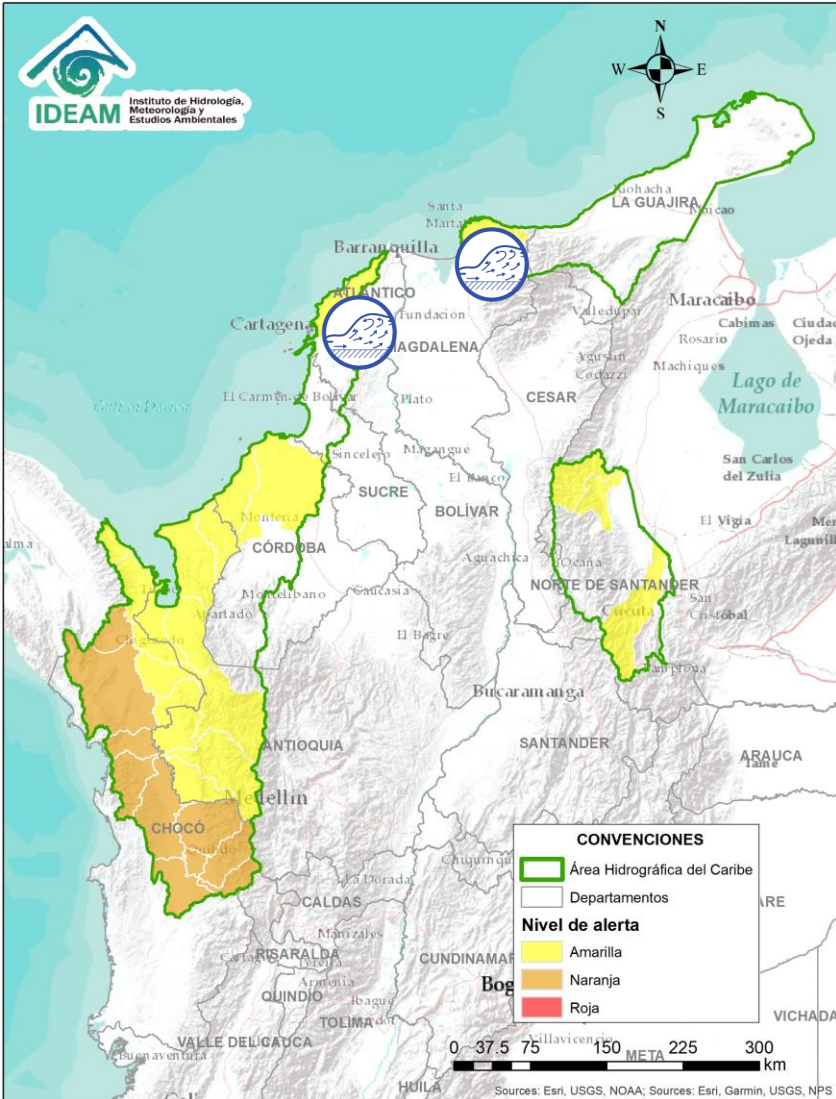 IDEAM
Instituto de Hidrología,
Meteorología y
Estudios Ambientales
N
W
E
S
Riohacha
LA GUAJIRA
Maicao
Santa
Marta
Barranquilla
ATLÁNTICO
Maracaibo
Cartagena
Fundación
Valledupar
Cabimas
Ciudad
Ojeda
MAGDALENA
Rosario
Agustín
Codazzi
Machiques
Lago de
Maracaibo
CESAR
El Carmen de Bolívar
Plato
Sincelejo
Magangué
San Carlos
del Zulia
SUCRE
El Banco
BOLÍVAR
Montería
El Vigía
CÓRDOBA
Aguachica
Ocaña
NORTE DE SANTANDER
Montelíbano
Caucasia
Apartadó
Cúcuta
San
Cristóbal
Chigorodó
El Bagre
Pamplona
Bucaramanga
ANTIOQUIA
SANTANDER
ARAUCA
Tame
Medellín
CHOCÓ
Quibdó
La Dorada
CALDAS
Manizales
RISARALDA
Pereira
Armenia
QUINDIO
Ibagué
TOLIMA
VALLE DEL CAUCA
Buenaventura
HUILA
Villavicencio
META
VICHADA
CONVENCIONES
Área Hidrográfica del Caribe
Departamentos
Nivel de alerta
Amarilla
Naranja
Roja
0 37.5 75 150 225 300
km
Sources: Esri, USGS, NOAA; Sources: Esri, Garmin, USGS, NPS